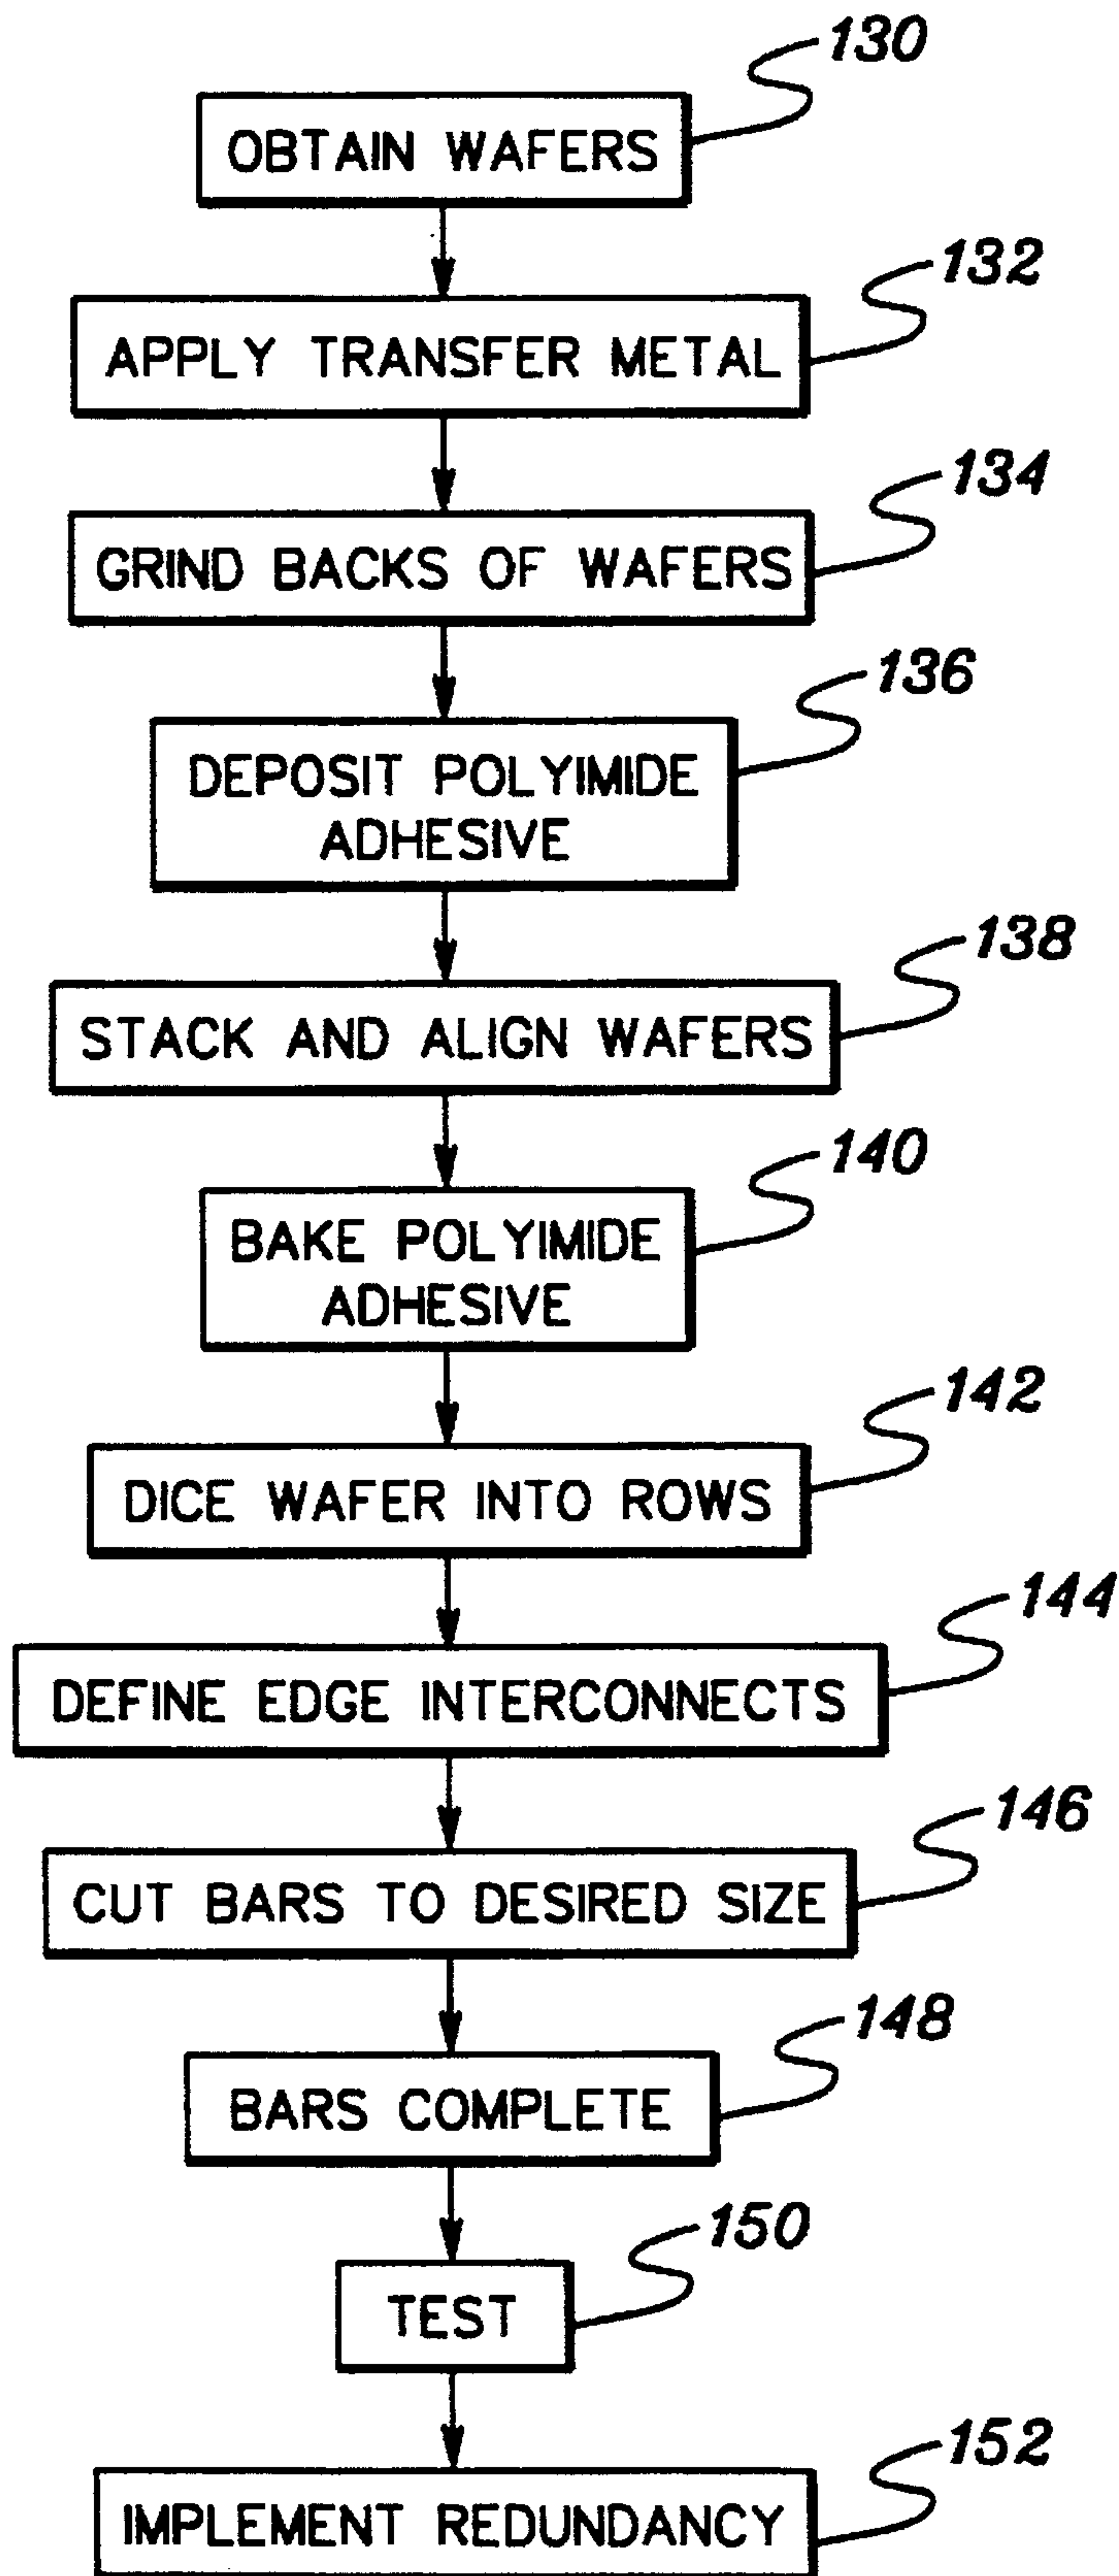 130
OBTAIN WAFERS
132
APPLY TRANSFER METAL
134
GRIND BACKS OF WAFERS
136
DEPOSIT POLYIMIDE
ADHESIVE
138
STACK AND ALIGN WAFERS
140
BAKE POLYIMIDE
ADHESIVE
142
DICE WAFER INTO ROWS
144
DEFINE EDGE INTERCONNECTS
146
CUT BARS TO DESIRED SIZE
148
BARS COMPLETE
150
TEST
152
IMPLEMENT REDUNDANCY